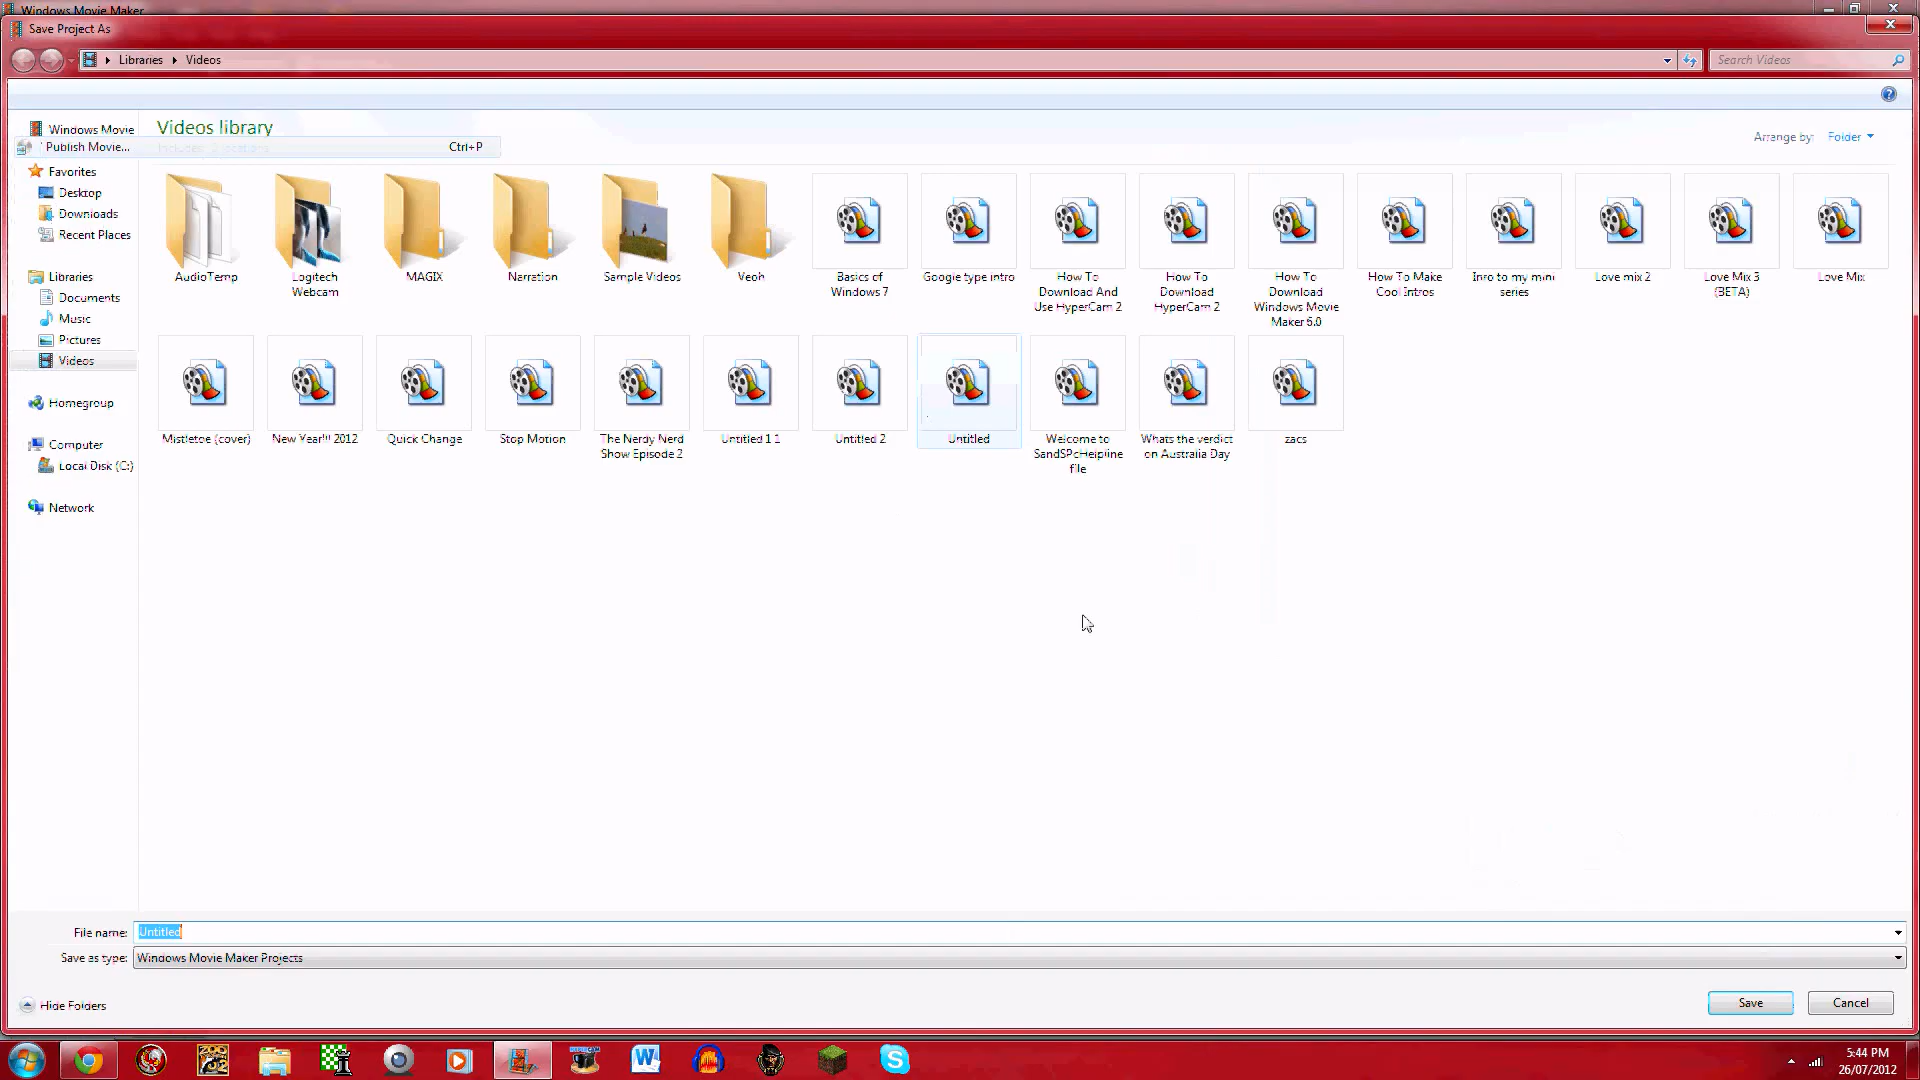 Windows Movie Maker
Save Project As
Libraries
Videos
Search Videos
Windows Movie
Publish Movie...
Ctrl+P
Videos library
Arrange by:
Folder
Favorites
Desktop
Downloads
Recent Places
Libraries
Documents
Music
Pictures
Videos
Homegroup
Computer
Local Disk (C:)
Network
AudioTemp
Logitech
Webcam
MAGIX
Narration
Sample Videos
Veoh
Basics of
Windows 7
Google type intro
How To
Download And
Use HyperCam 2
How To
Download
HyperCam 2
How To
Download
Windows Movie
Maker 6.0
How To Make
Cool Intros
Inro to my mini
series
Love mix 2
Love Mix 3
(BETA)
Love Mix
Mistletoe (cover)
New Year!!! 2012
Quick Change
Stop Motion
The Nerdy Nerd
Show Episode 2
Untitled 1 1
Untitled 2
Untitled
Welcome to
SandSPcHelpline
file
Whats the verdict
on Australia Day
zacs
File name:
Untitled
Save as type:
Windows Movie Maker Projects
Hide Folders
Save
Cancel
5:44 PM
26/07/2012